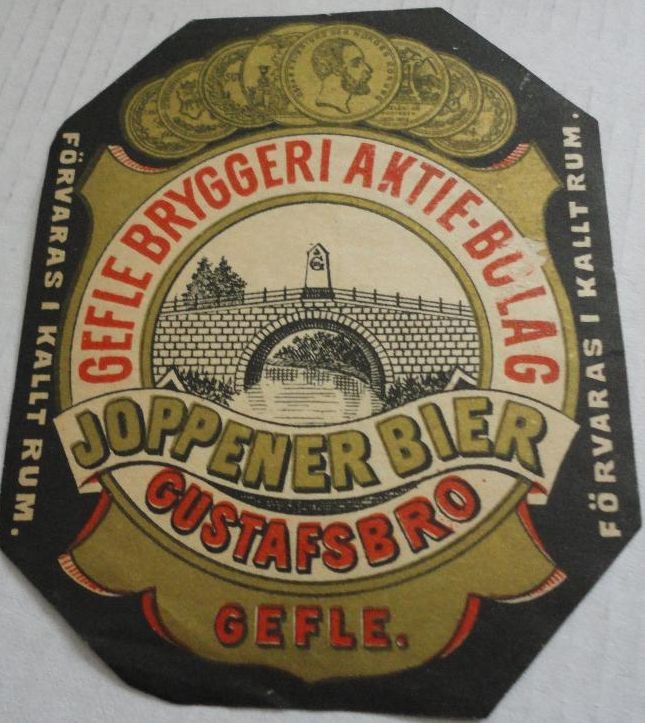 GEFLE BRYGGERI AKTIE-BOLAG
JOPPENER BIER
GUSTAFSBRO
GEFLE.
FÖRVARAS I KALLT RUM.
FÖRVARAS I KALLT RUM.